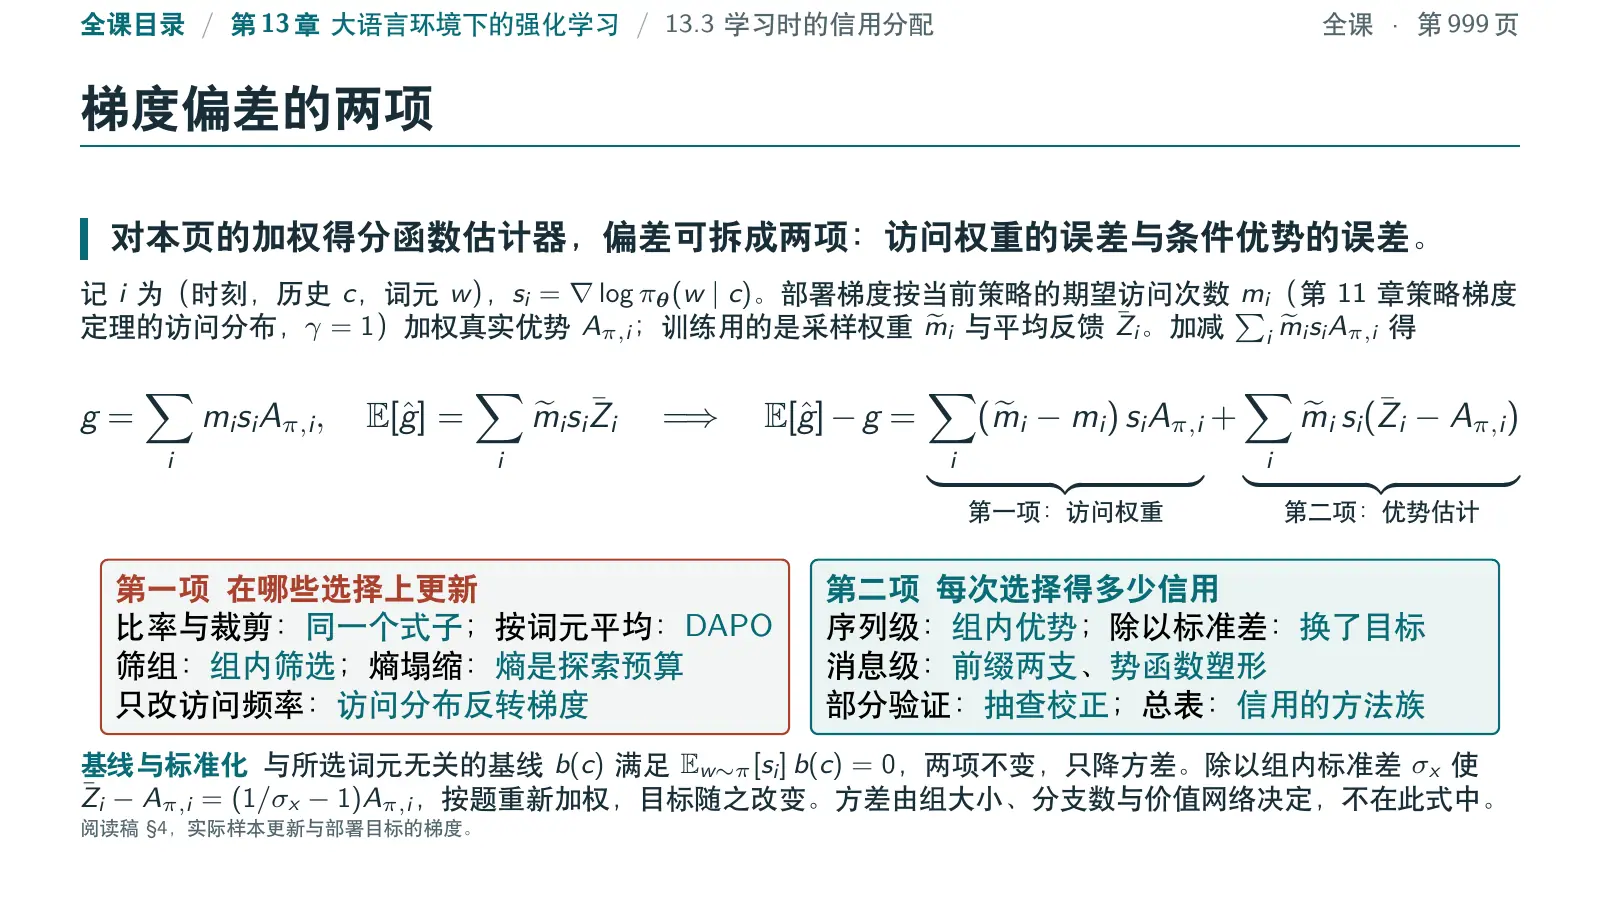 全课目录 / 第 13 章 大语言环境下的强化学习 / 13.3 学习时的信用分配
全课 · 第 999 页
梯度偏差的两项
对本页的加权得分函数估计器，偏差可拆成两项：访问权重的误差与条件优势的误差。
记 i 为（时刻，历史 c，词元 w），s_i = ∇ log π_θ(w | c)。部署梯度按当前策略的期望访问次数 m_i（第 11 章策略梯度
定理的访问分布，γ = 1）加权真实优势 A_{π,i}；训练用的是采样权重 m̃_i 与平均反馈 Z̄_i。加减 ∑_i m̃_i s_i A_{π,i} 得
g = ∑_i m_i s_i A_{π,i}, 𝔼[ĝ] = ∑_i m̃_i s_i Z̄_i ⟹ 𝔼[ĝ] − g = ∑_i (m̃_i − m_i) s_i A_{π,i} + ∑_i m̃_i s_i (Z̄_i − A_{π,i})
第一项：访问权重 第二项：优势估计
第一项 在哪些选择上更新
比率与裁剪：同一个式子；按词元平均：DAPO
筛组：组内筛选；熵塌缩：熵是探索预算
只改访问频率：访问分布反转梯度
第二项 每次选择得多少信用
序列级：组内优势；除以标准差：换了目标
消息级：前缀两支、势函数塑形
部分验证：抽查校正；总表：信用的方法族
基线与标准化 与所选词元无关的基线 b(c) 满足 𝔼_{w∼π}[s_i] b(c) = 0，两项不变，只降方差。除以组内标准差 σ_x 使
Z̄_i − A_{π,i} = (1/σ_x − 1)A_{π,i}，按题重新加权，目标随之改变。方差由组大小、分支数与价值网络决定，不在此式中。
阅读稿 §4，实际样本更新与部署目标的梯度。